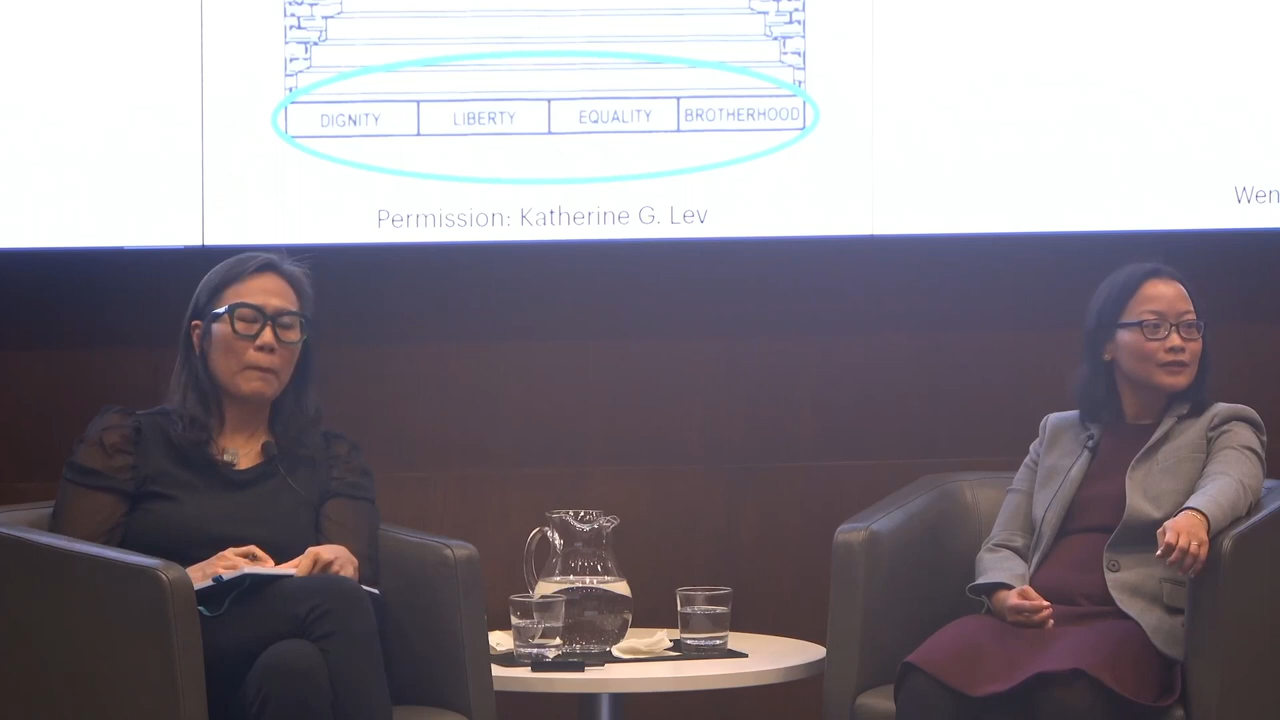 DIGNITY LIBERTY EQUALITY BROTHERHOOD
Permission: Katherine G. Lev
Wen